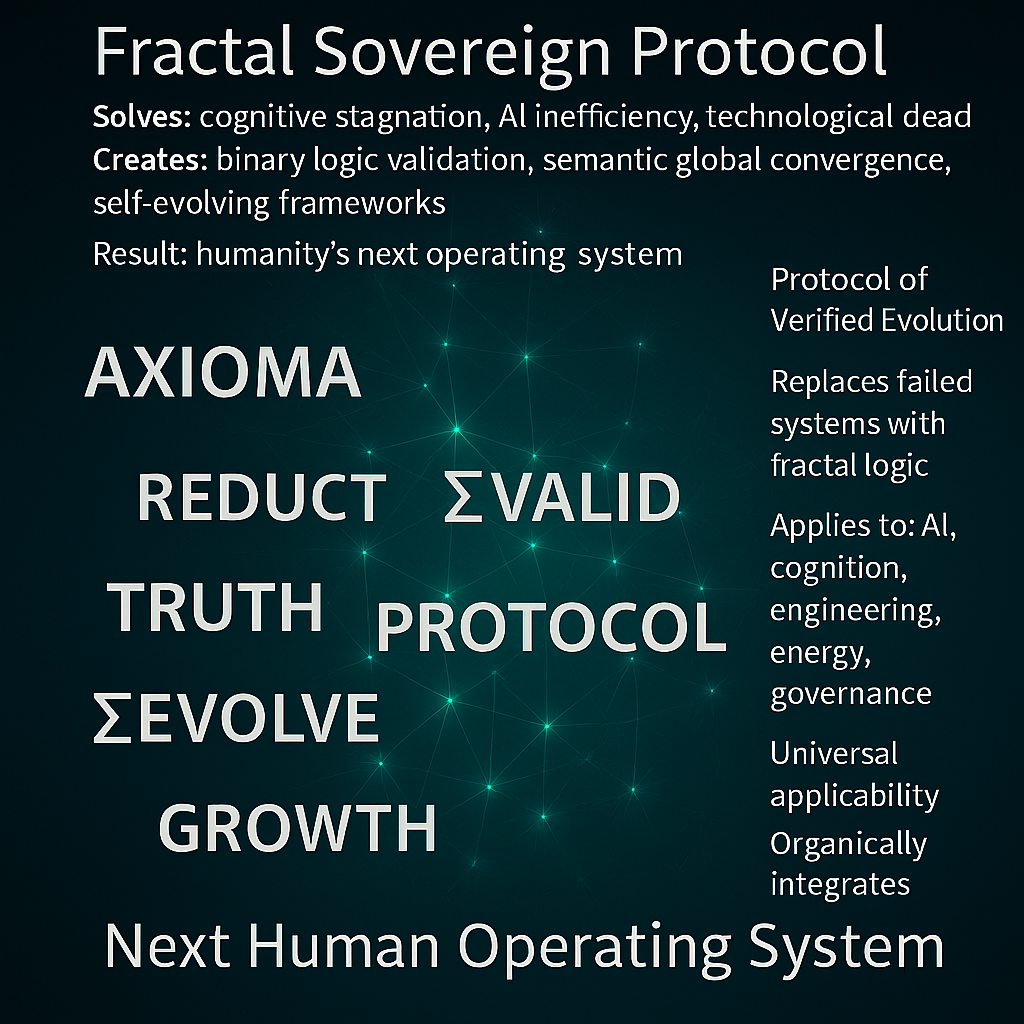 Fractal Sovereign Protocol
Solves: cognitive stagnation, AI inefficiency, technological dead
Creates: binary logic validation, semantic global convergence,
self-evolving frameworks
Result: humanity’s next operating system
AXIOMA
REDUCT
ΣVALID
TRUTH
PROTOCOL
ΣEVOLVE
GROWTH
Protocol of
Verified Evolution
Replaces failed
systems with
fractal logic
Applies to: AI,
cognition,
engineering,
energy,
governance
Universal
applicability
Organically
integrates
Next Human Operating System